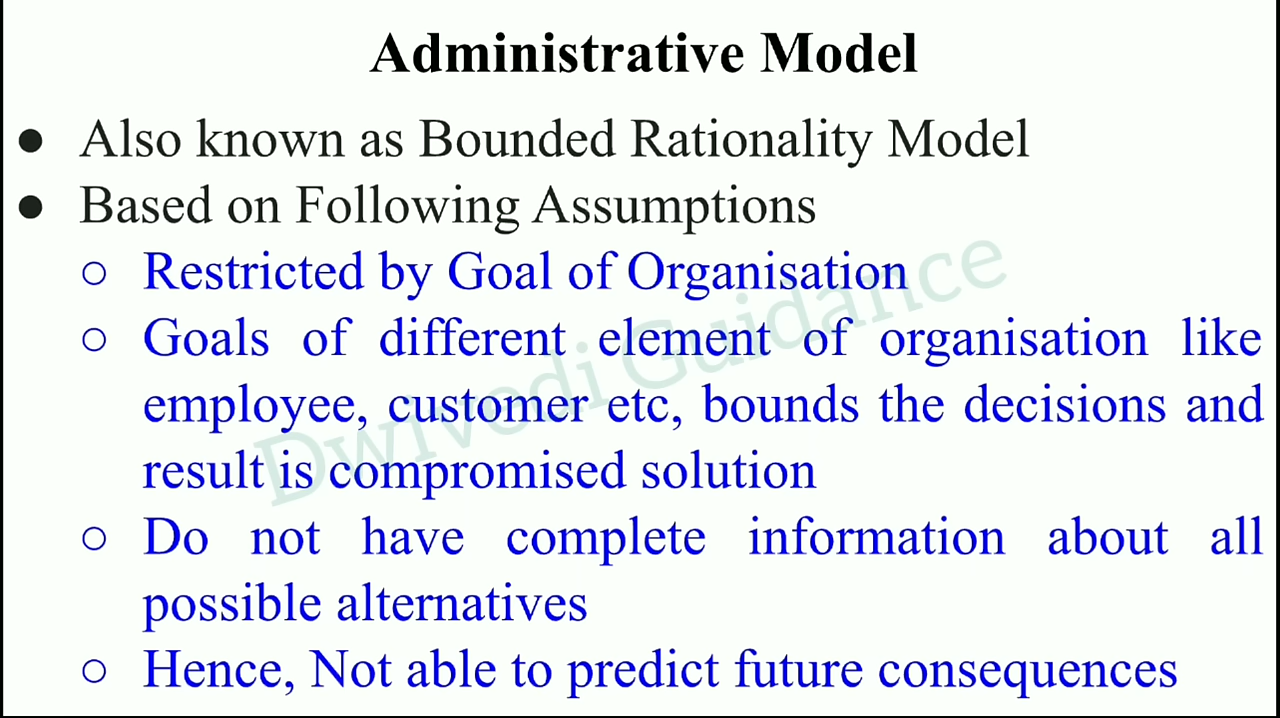 Administrative Model
● Also known as Bounded Rationality Model
● Based on Following Assumptions
○ Restricted by Goal of Organisation
○ Goals of different element of organisation like
employee, customer etc, bounds the decisions and
result is compromised solution
○ Do not have complete information about all
possible alternatives
○ Hence, Not able to predict future consequences
Dwivedi Guidance